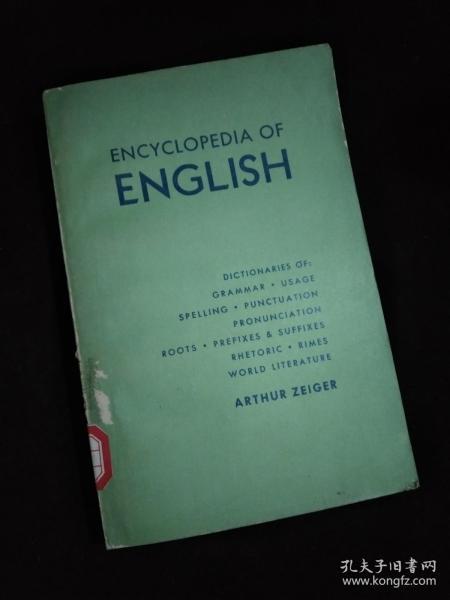 ENCYCLOPEDIA OF
ENGLISH
DICTIONARIES OF:
GRAMMAR • USAGE
SPELLING • PUNCTUATION
PRONUNCIATION
ROOTS • PREFIXES & SUFFIXES
RHETORIC • RIMES
WORLD LITERATURE
ARTHUR ZEIGER
孔夫子旧书网
www.kongfz.com